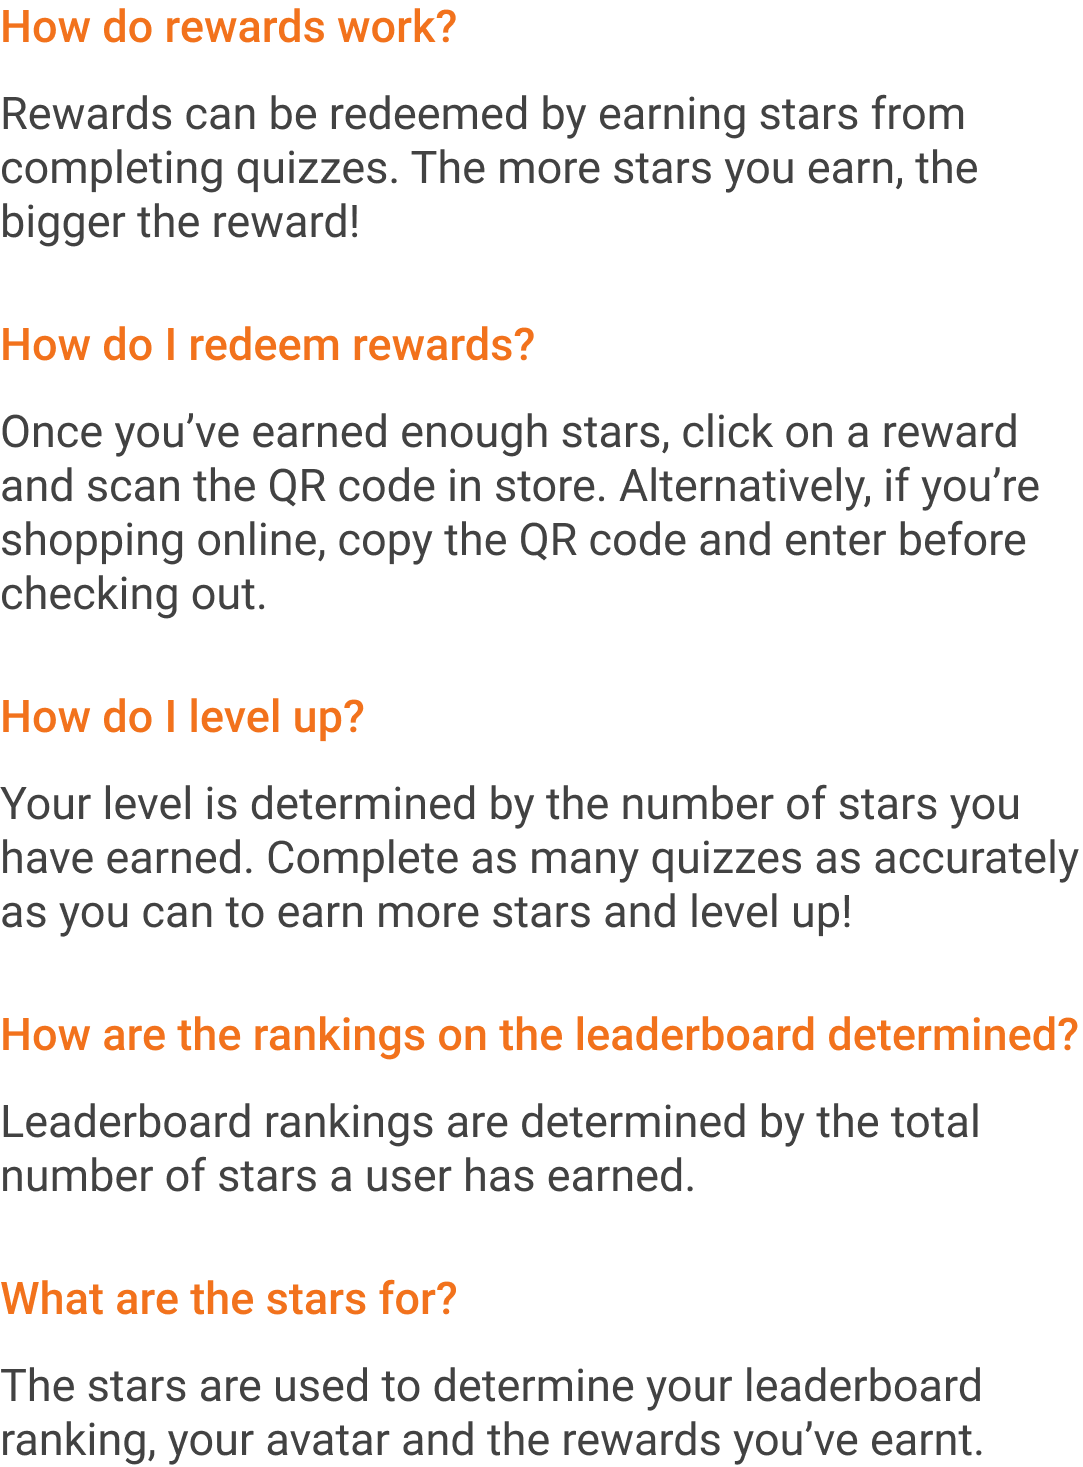 How do rewards work?
Rewards can be redeemed by earning stars from
completing quizzes. The more stars you earn, the
bigger the reward!
How do I redeem rewards?
Once you’ve earned enough stars, click on a reward
and scan the QR code in store. Alternatively, if you’re
shopping online, copy the QR code and enter before
checking out.
How do I level up?
Your level is determined by the number of stars you
have earned. Complete as many quizzes as accurately
as you can to earn more stars and level up!
How are the rankings on the leaderboard determined?
Leaderboard rankings are determined by the total
number of stars a user has earned.
What are the stars for?
The stars are used to determine your leaderboard
ranking, your avatar and the rewards you’ve earnt.